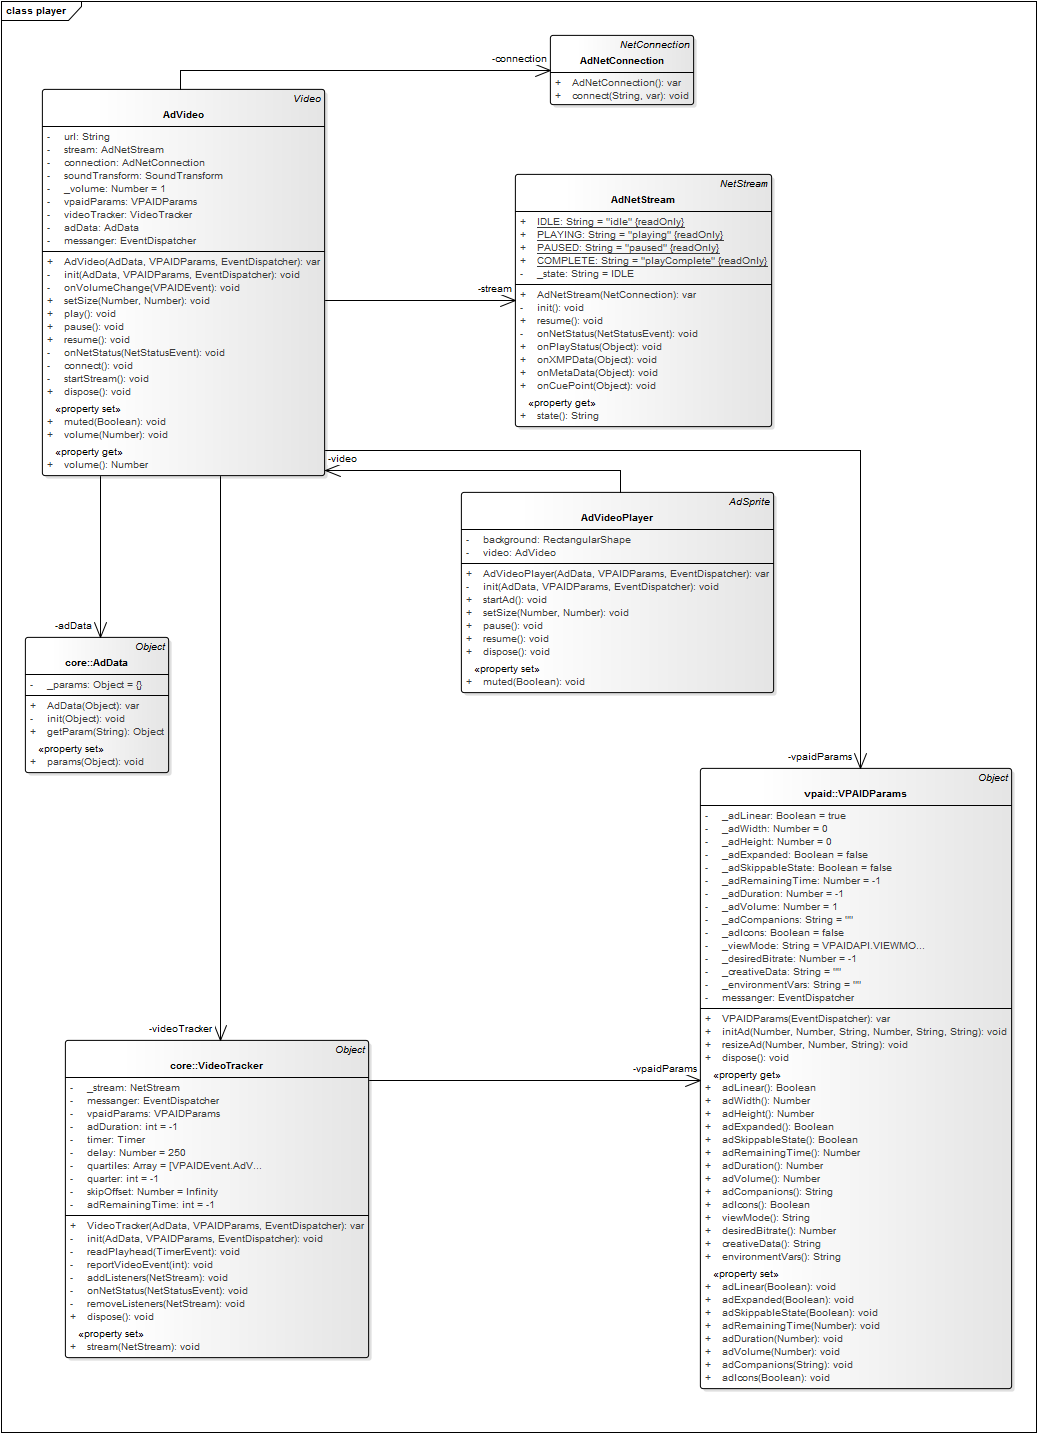 class player
NetConnection
AdNetConnection
+ AdNetConnection(): var
+ connect(String, var): void
-connection
Video
AdVideo
- url: String
- stream: AdNetStream
- connection: AdNetConnection
- soundTransform: SoundTransform
- _volume: Number = 1
- vpaidParams: VPAIDParams
- videoTracker: VideoTracker
- adData: AdData
- messanger: EventDispatcher
+ AdVideo(AdData, VPAIDParams, EventDispatcher): var
- init(AdData, VPAIDParams, EventDispatcher): void
- onVolumeChange(VPAIDEvent): void
+ setSize(Number, Number): void
+ play(): void
+ pause(): void
+ resume(): void
- onNetStatus(NetStatusEvent): void
- connect(): void
- startStream(): void
+ dispose(): void
«property set»
+ muted(Boolean): void
+ volume(Number): void
«property get»
+ volume(): Number
-stream
NetStream
AdNetStream
+ IDLE: String = "idle" {readOnly}
+ PLAYING: String = "playing" {readOnly}
+ PAUSED: String = "paused" {readOnly}
+ COMPLETE: String = "playComplete" {readOnly}
- _state: String = IDLE
+ AdNetStream(NetConnection): var
- init(): void
+ resume(): void
- onNetStatus(NetStatusEvent): void
+ onPlayStatus(Object): void
+ onXMPData(Object): void
+ onMetaData(Object): void
+ onCuePoint(Object): void
«property get»
+ state(): String
-video
AdSprite
AdVideoPlayer
- background: RectangularShape
- video: AdVideo
+ AdVideoPlayer(AdData, VPAIDParams, EventDispatcher): var
- init(AdData, VPAIDParams, EventDispatcher): void
+ startAd(): void
+ setSize(Number, Number): void
+ pause(): void
+ resume(): void
+ dispose(): void
«property set»
+ muted(Boolean): void
-adData
Object
core::AdData
- _params: Object = {}
+ AdData(Object): var
- init(Object): void
+ getParam(String): Object
«property set»
+ params(Object): void
-vpaidParams
Object
vpaid::VPAIDParams
- _adLinear: Boolean = true
- _adWidth: Number = 0
- _adHeight: Number = 0
- _adExpanded: Boolean = false
- _adSkippableState: Boolean = false
- _adRemainingTime: Number = -1
- _adDuration: Number = -1
- _adVolume: Number = 1
- _adCompanions: String = ""
- _adIcons: Boolean = false
- _viewMode: String = VPAIDAPI.VIEWMO...
- _desiredBitrate: Number = -1
- _creativeData: String = ""
- _environmentVars: String = ""
- messanger: EventDispatcher
+ VPAIDParams(EventDispatcher): var
+ initAd(Number, Number, String, Number, String, String): void
+ resizeAd(Number, Number, String): void
+ dispose(): void
«property get»
+ adLinear(): Boolean
+ adWidth(): Number
+ adHeight(): Number
+ adExpanded(): Boolean
+ adSkippableState(): Boolean
+ adRemainingTime(): Number
+ adDuration(): Number
+ adVolume(): Number
+ adCompanions(): String
+ adIcons(): Boolean
+ viewMode(): String
+ desiredBitrate(): Number
+ creativeData(): String
+ environmentVars(): String
«property set»
+ adLinear(Boolean): void
+ adExpanded(Boolean): void
+ adSkippableState(Boolean): void
+ adRemainingTime(Number): void
+ adDuration(Number): void
+ adVolume(Number): void
+ adCompanions(String): void
+ adIcons(Boolean): void
-videoTracker
Object
core::VideoTracker
- _stream: NetStream
- messanger: EventDispatcher
- vpaidParams: VPAIDParams
- adDuration: int = -1
- timer: Timer
- delay: Number = 250
- quartiles: Array = [VPAIDEvent.AdV...
- quarter: int = -1
- skipOffset: Number = Infinity
- adRemainingTime: int = -1
+ VideoTracker(AdData, VPAIDParams, EventDispatcher): var
- init(AdData, VPAIDParams, EventDispatcher): void
- readPlayhead(TimerEvent): void
- reportVideoEvent(int): void
- addListeners(NetStream): void
- onNetStatus(NetStatusEvent): void
- removeListeners(NetStream): void
+ dispose(): void
«property set»
+ stream(NetStream): void
-vpaidParams